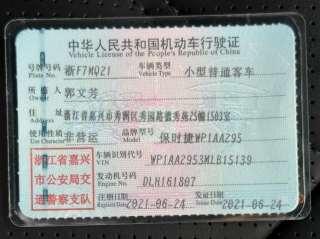 中华人民共和国机动车行驶证
Vehicle License of the People's Republic of China
号牌号码 浙F7MQ21 车辆类型 小型普通客车
Plate No. Vehicle Type
所有人 郭文芳
住址 浙江省嘉兴市秀洲区秀园路盛秀苑25幢1503室
使用性质 非营运 品牌型号 保时捷WP1AA295
Use Character
浙江省嘉兴市公安局交通警察支队
车辆识别代号 WP1AA2953MLB15139
VIN
发动机号码 DLH161807
Engine No.
注册日期 2021-06-24 发证日期 2021-06-24
Register Date Issue Date